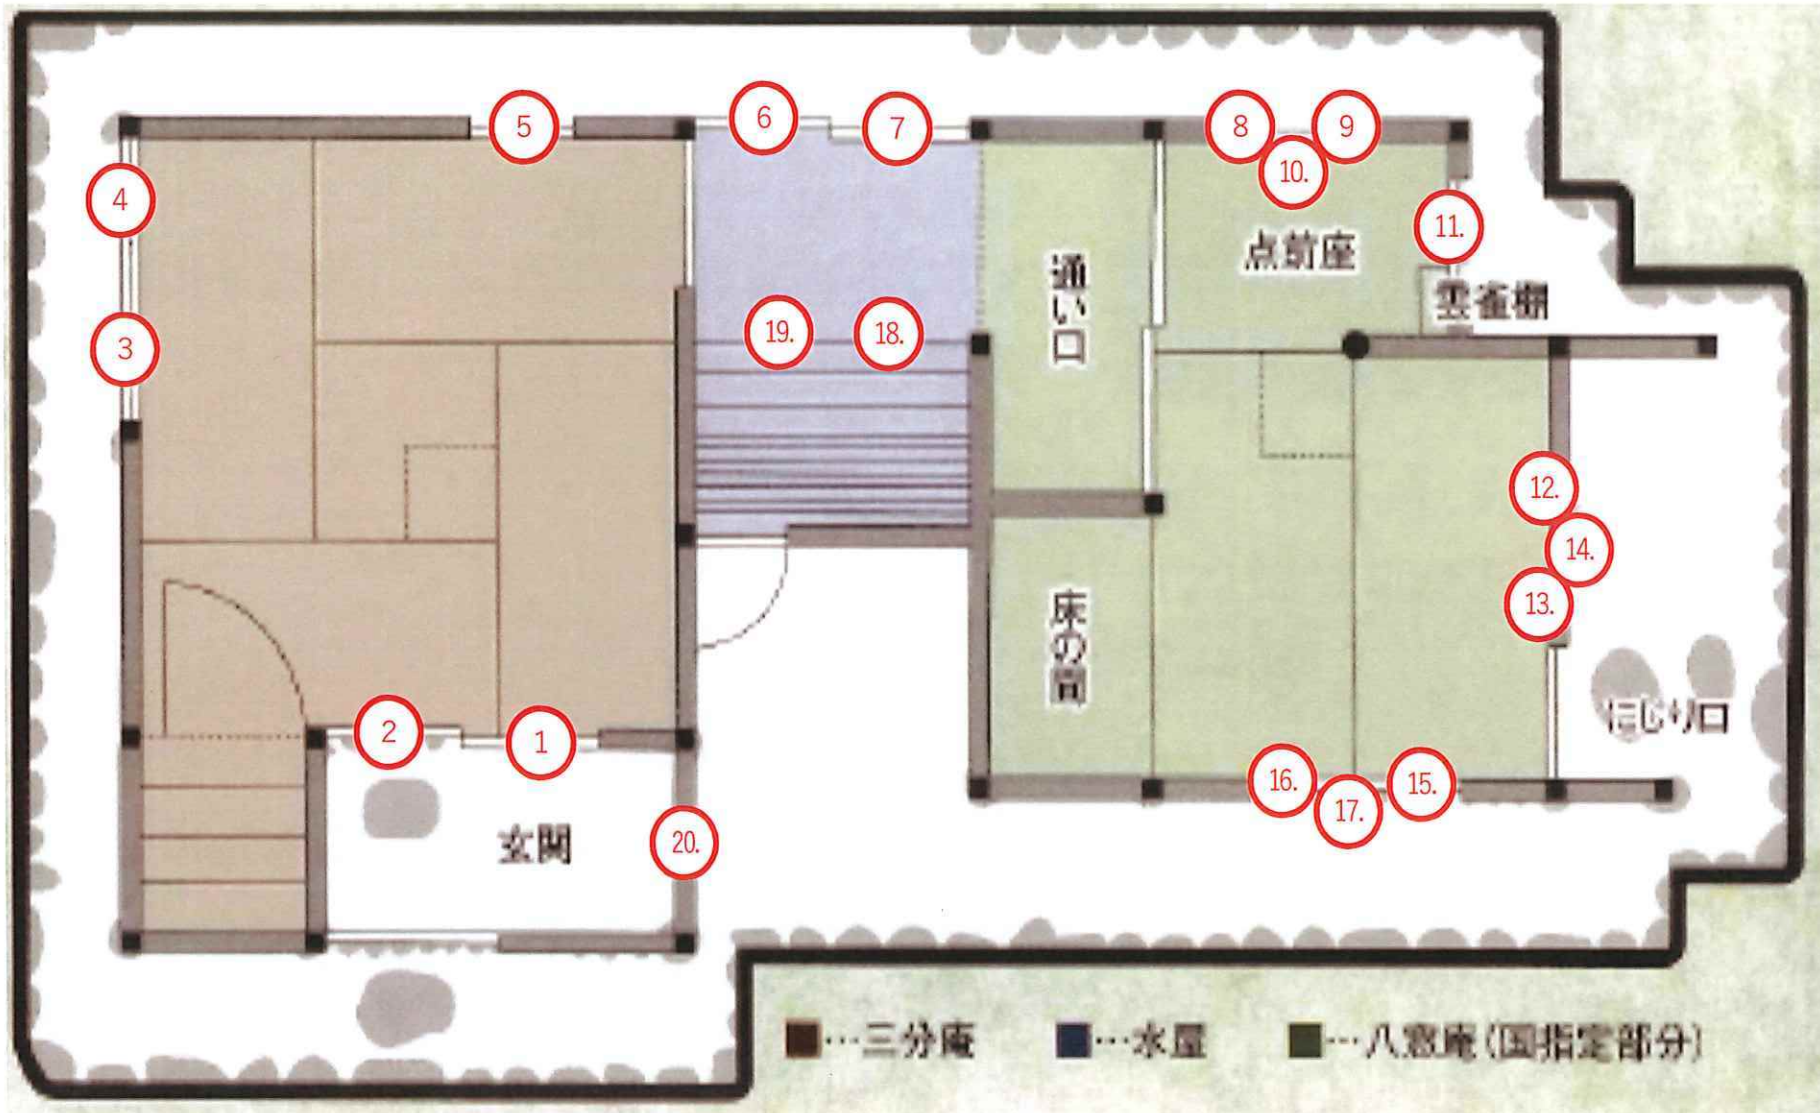 5
6
7
8
9
10.
4
11.
点前座
通い口
雲雀棚
3
19.
18.
12.
14.
13.
床の間
にじり口
2
1
16.
15.
17.
玄関
20.
…三分庵
…水屋
…八窓庵(国指定部分)